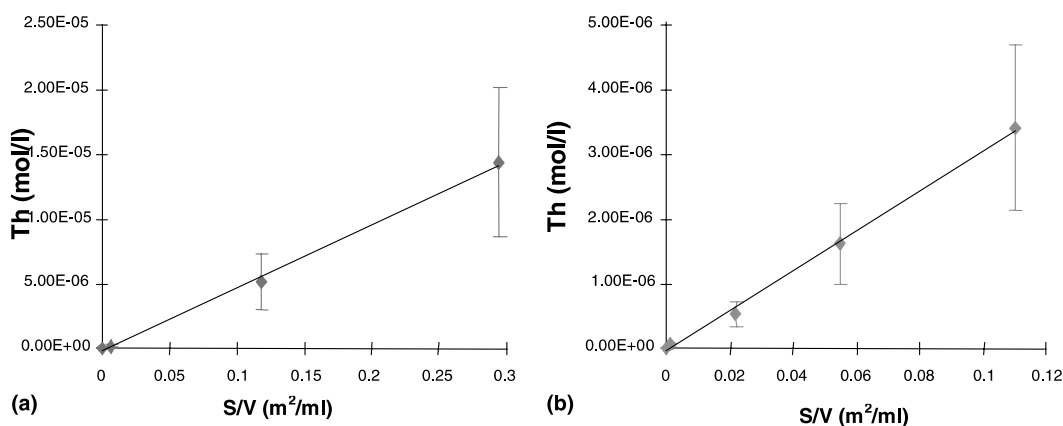 2.50E-05
2.00E-05
1.50E-05
1.00E-05
5.00E-06
0.00E+00
Th (mol/l)
0 0.05 0.1 0.15 0.2 0.25 0.3
(a) S/V (m²/ml)
5.00E-06
4.00E-06
3.00E-06
2.00E-06
1.00E-06
0.00E+00
Th (mol/l)
0 0.02 0.04 0.06 0.08 0.1 0.12
(b) S/V (m²/ml)